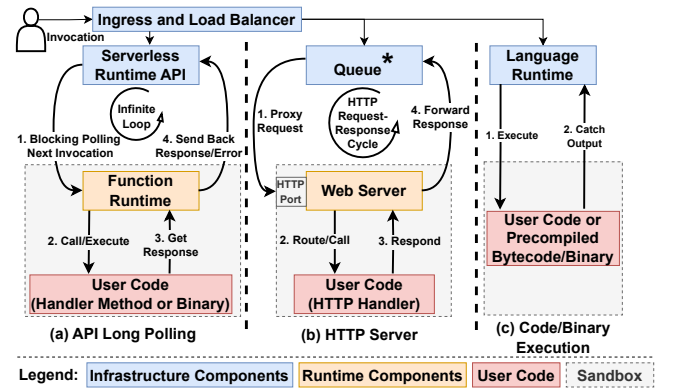 Ingress and Load Balancer
Invocation
Serverless
Runtime API
Infinite
Loop
1. Blocking Polling
Next Invocation
4. Send Back
Response/Error
Function
Runtime
2. Call/Execute
3. Get
Response
User Code
(Handler Method or Binary)
(a) API Long Polling
Queue*
1. Proxy
Request
HTTP
Request-
Response
Cycle
4. Forward
Response
HTTP
Port
Web Server
2. Route/Call
3. Respond
User Code
(HTTP Handler)
(b) HTTP Server
Language
Runtime
1. Execute
2. Catch
Output
User Code or
Precompiled
Bytecode/Binary
(c) Code/Binary
Execution
Legend: Infrastructure Components Runtime Components User Code Sandbox